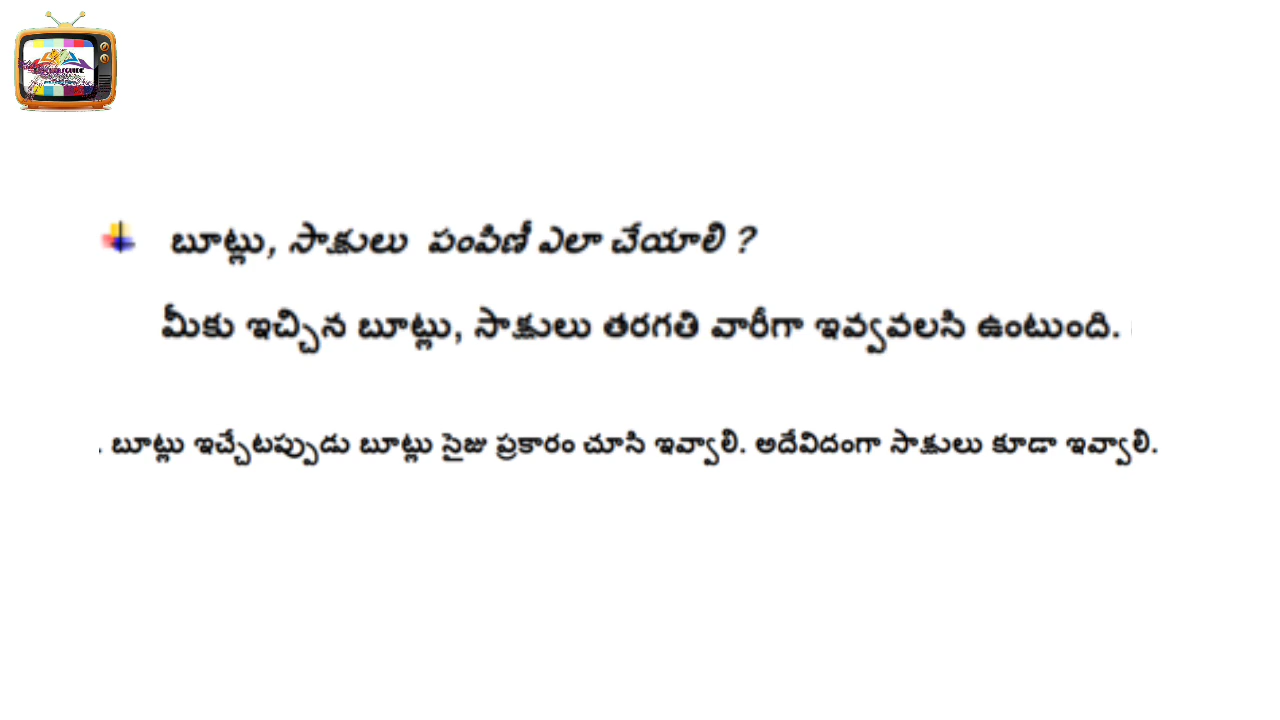 బూట్లు, సాక్షులు పంపిణీ ఎలా చేయాలి ?
మీకు ఇచ్చిన బూట్లు, సాక్షులు తరగతి వారీగా ఇవ్వవలసి ఉంటుంది.
. బూట్లు ఇచ్చేటప్పుడు బూట్లు సైజు ప్రకారం చూసి ఇవ్వాలి. అదేవిదంగా సాక్షులు కూడా ఇవ్వాలి.